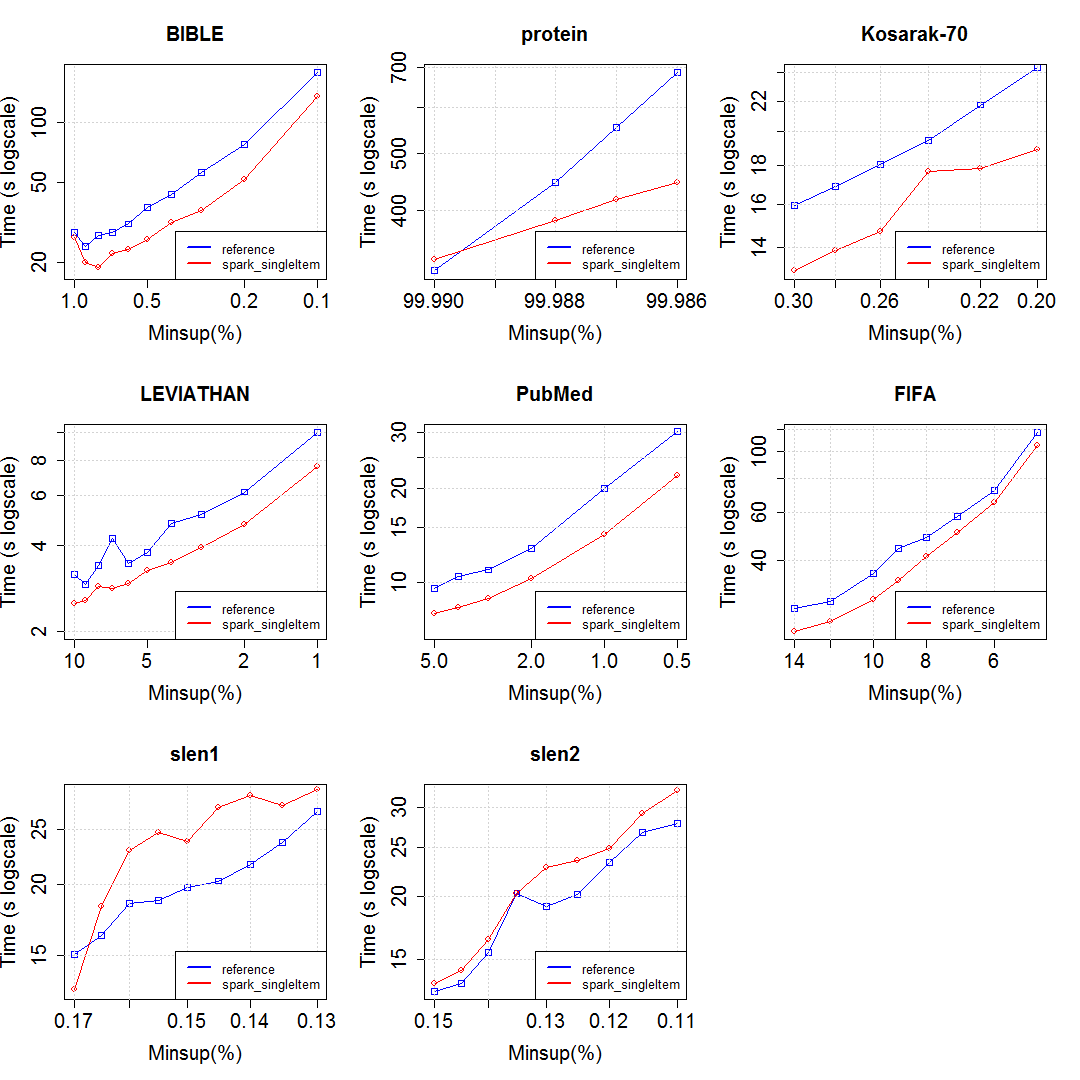 BIBLE
Time (s logscale)
100
50
20
reference
spark_singleItem
1.0 0.5 0.2 0.1
Minsup(%)
protein
Time (s logscale)
700
500
400
reference
spark_singleItem
99.990 99.988 99.986
Minsup(%)
Kosarak-70
Time (s logscale)
22
18
16
14
reference
spark_singleItem
0.30 0.26 0.22 0.20
Minsup(%)
LEVIATHAN
Time (s logscale)
8
6
4
2
reference
spark_singleItem
10 5 2 1
Minsup(%)
PubMed
Time (s logscale)
30
20
15
10
reference
spark_singleItem
5.0 2.0 1.0 0.5
Minsup(%)
FIFA
Time (s logscale)
100
60
40
reference
spark_singleItem
14 10 8 6
Minsup(%)
slen1
Time (s logscale)
25
20
15
reference
spark_singleItem
0.17 0.15 0.14 0.13
Minsup(%)
slen2
Time (s logscale)
30
25
20
15
reference
spark_singleItem
0.15 0.13 0.12 0.11
Minsup(%)